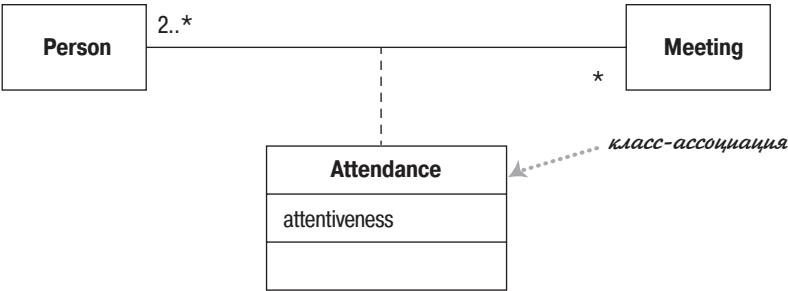 2..*
Person
Meeting
*
класс-ассоциация
Attendance
attentiveness